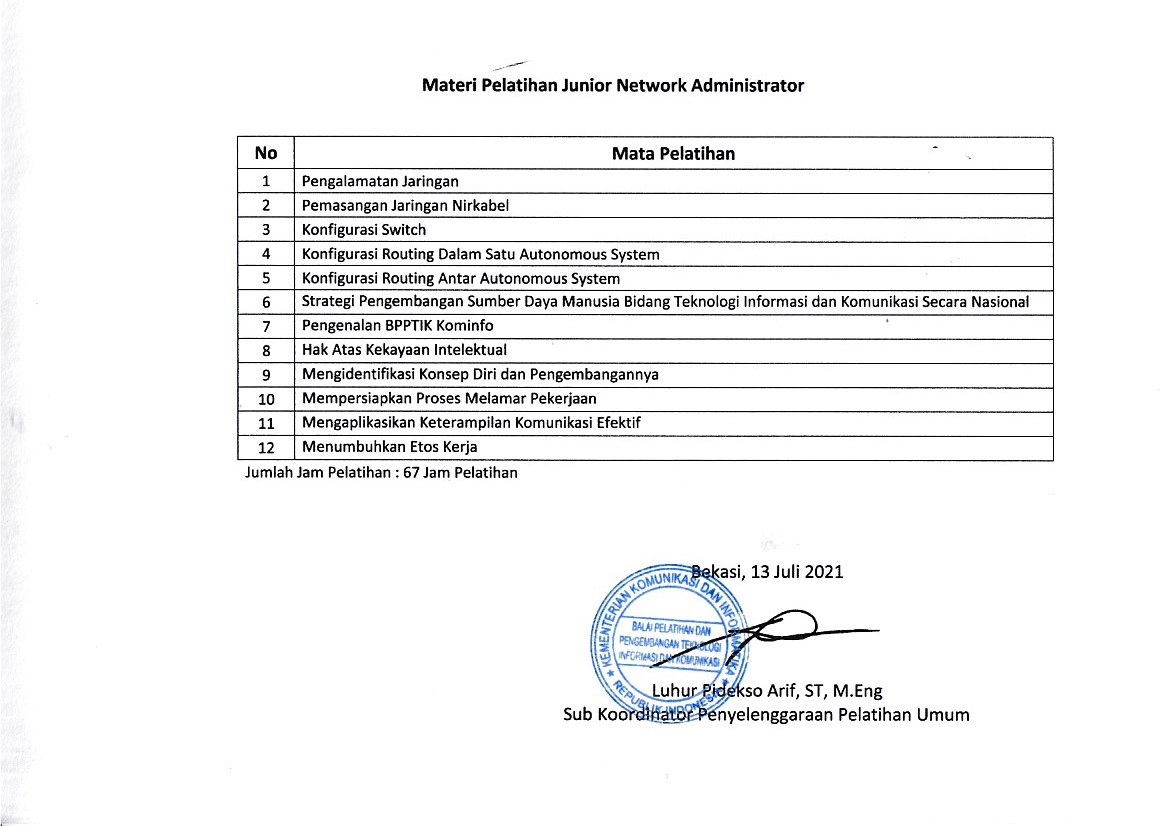 Materi Pelatihan Junior Network Administrator
No Mata Pelatihan
1 Pengalamatan Jaringan
2 Pemasangan Jaringan Nirkabel
3 Konfigurasi Switch
4 Konfigurasi Routing Dalam Satu Autonomous System
5 Konfigurasi Routing Antar Autonomous System
6 Strategi Pengembangan Sumber Daya Manusia Bidang Teknologi Informasi dan Komunikasi Secara Nasional
7 Pengenalan BPPTIK Kominfo
8 Hak Atas Kekayaan Intelektual
9 Mengidentifikasi Konsep Diri dan Pengembangannya
10 Mempersiapkan Proses Melamar Pekerjaan
11 Mengaplikasikan Keterampilan Komunikasi Efektif
12 Menumbuhkan Etos Kerja
Jumlah Jam Pelatihan : 67 Jam Pelatihan
Bekasi, 13 Juli 2021
KEMENTERIAN KOMUNIKASI DAN INFORMATIKA
BALAI PELATIHAN DAN
PENGEMBANGAN TEKNOLOGI
INFORMASI DAN KOMUNIKASI
REPUBLIK INDONESIA
Luhur Pidekso Arif, ST, M.Eng
Sub Koordinator Penyelenggaraan Pelatihan Umum